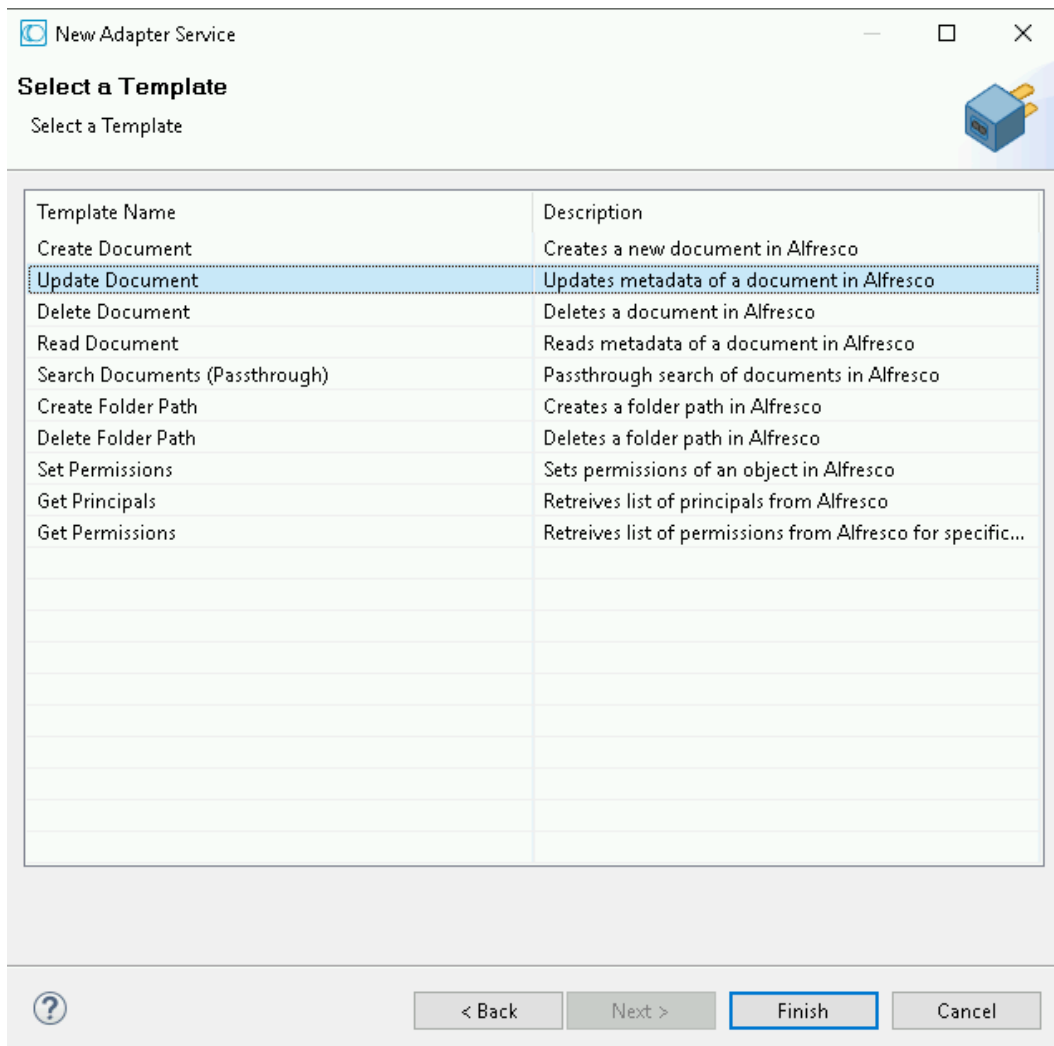 New Adapter Service
Select a Template
Select a Template
Template Name Description
Create Document Creates a new document in Alfresco
Update Document Updates metadata of a document in Alfresco
Delete Document Deletes a document in Alfresco
Read Document Reads metadata of a document in Alfresco
Search Documents (Passthrough) Passthrough search of documents in Alfresco
Create Folder Path Creates a folder path in Alfresco
Delete Folder Path Deletes a folder path in Alfresco
Set Permissions Sets permissions of an object in Alfresco
Get Principals Retreives list of principals from Alfresco
Get Permissions Retreives list of permissions from Alfresco for specific...
? < Back Next > Finish Cancel